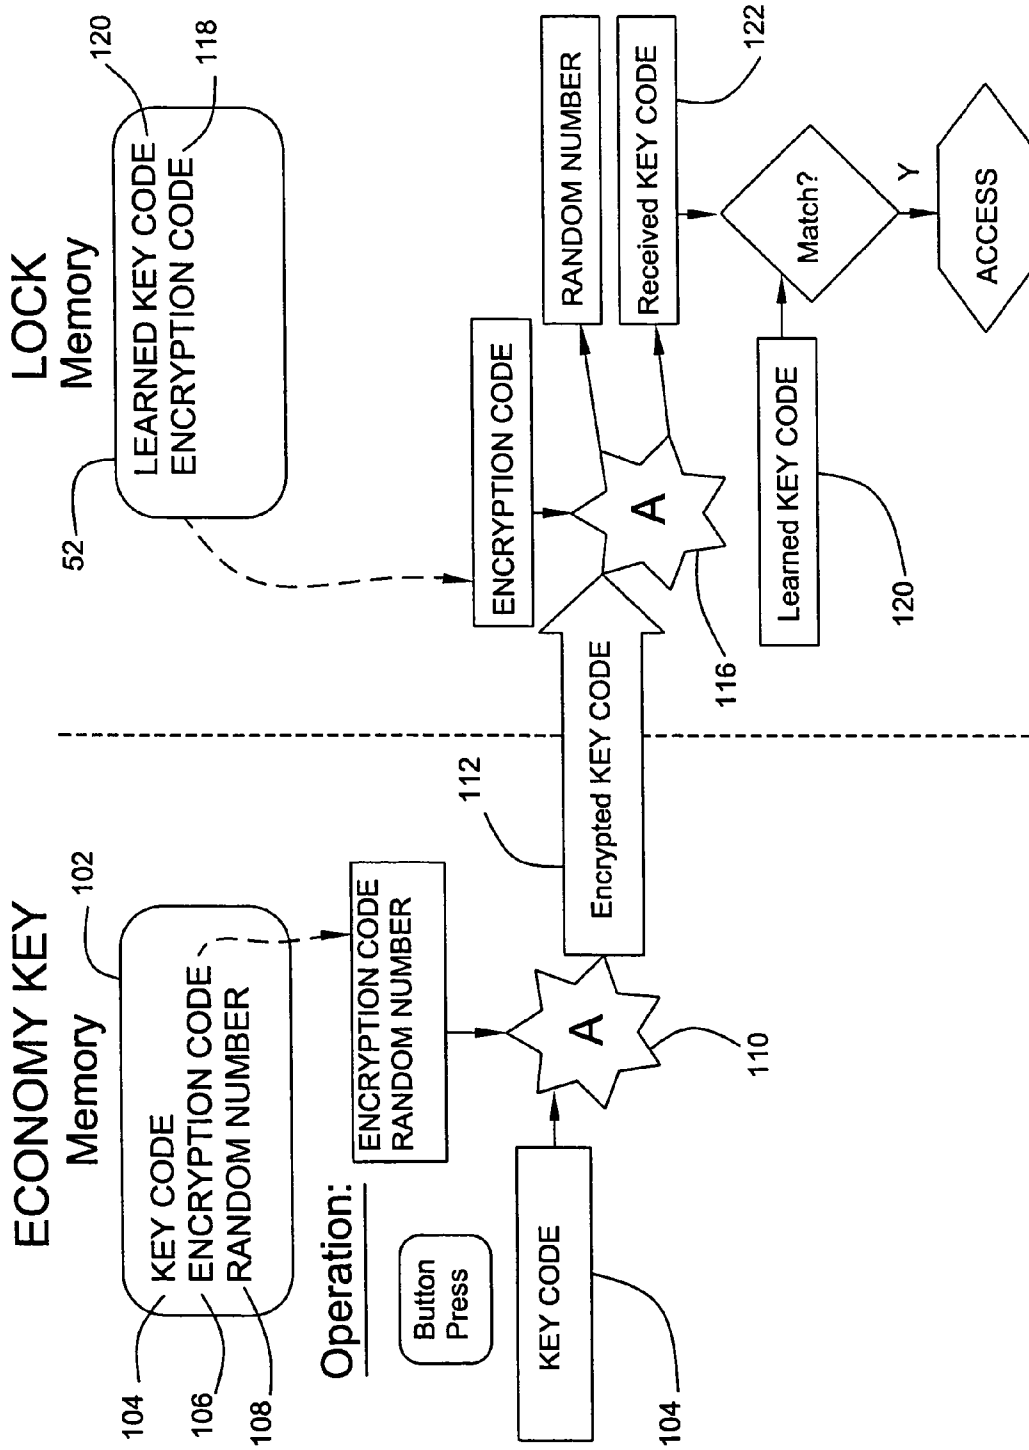 ECONOMY KEY
Memory
102
KEY CODE
ENCRYPTION CODE
RANDOM NUMBER
104
106
108
LOCK
Memory
LEARNED KEY CODE
ENCRYPTION CODE
120
118
52
Operation:
Button
Press
ENCRYPTION CODE
RANDOM NUMBER
KEY CODE
104
A
110
112
Encrypted KEY CODE
ENCRYPTION CODE
A
116
RANDOM NUMBER
Received KEY CODE
122
Learned KEY CODE
120
Match?
Y
ACCESS